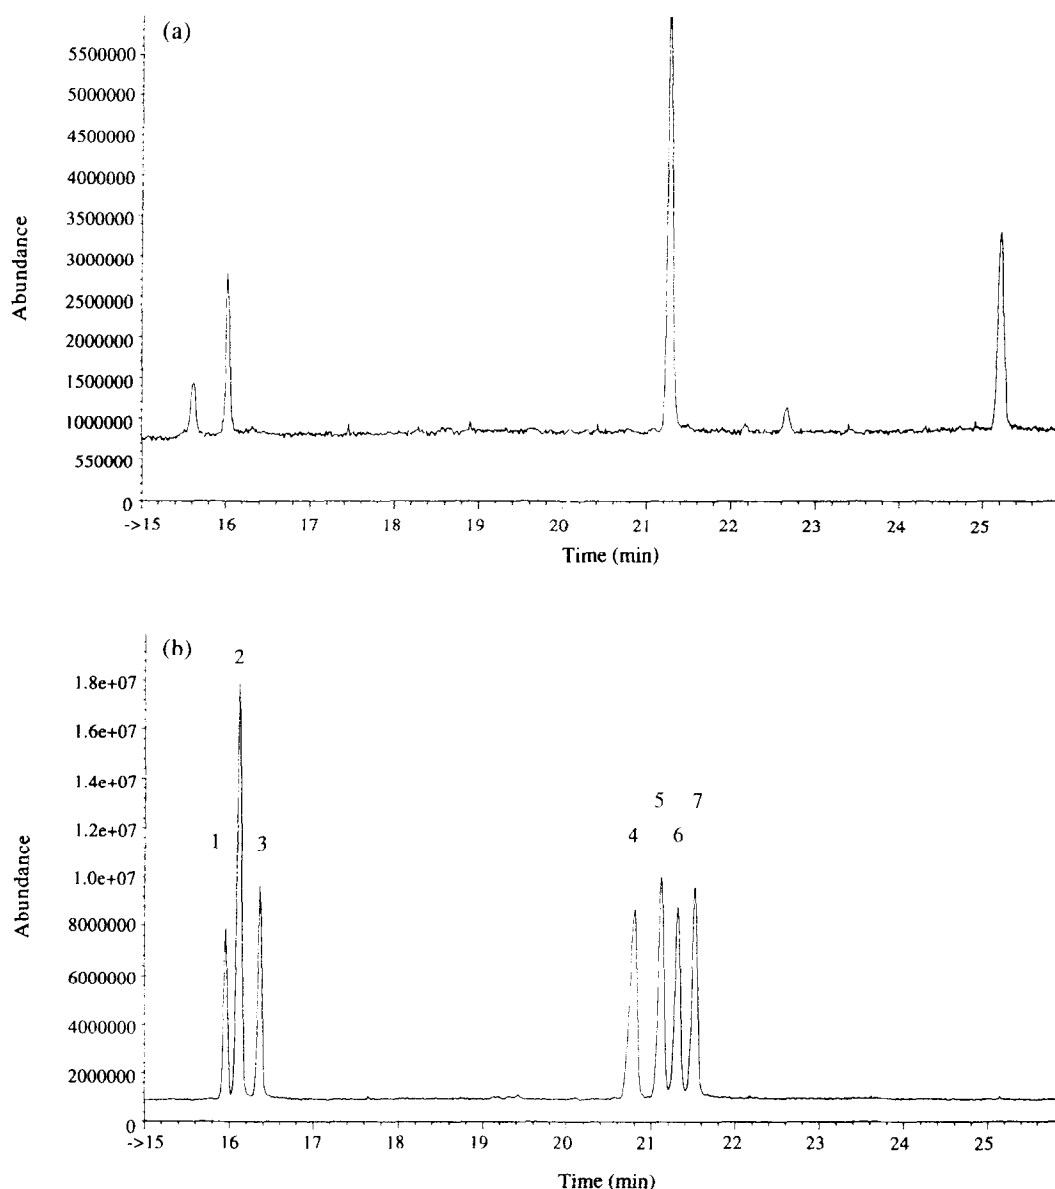 (a)
5500000
5000000
4500000
4000000
3500000
3000000
2500000
2000000
1500000
1000000
550000
0
Abundance
->15 16 17 18 19 20 21 22 23 24 25
Time (min)
(b)
2
1.8e+07
1.6e+07
1.4e+07
5 7
1.2e+07
1 3 4 6
1.0e+07
8000000
6000000
4000000
2000000
0
Abundance
->15 16 17 18 19 20 21 22 23 24 25
Time (min)